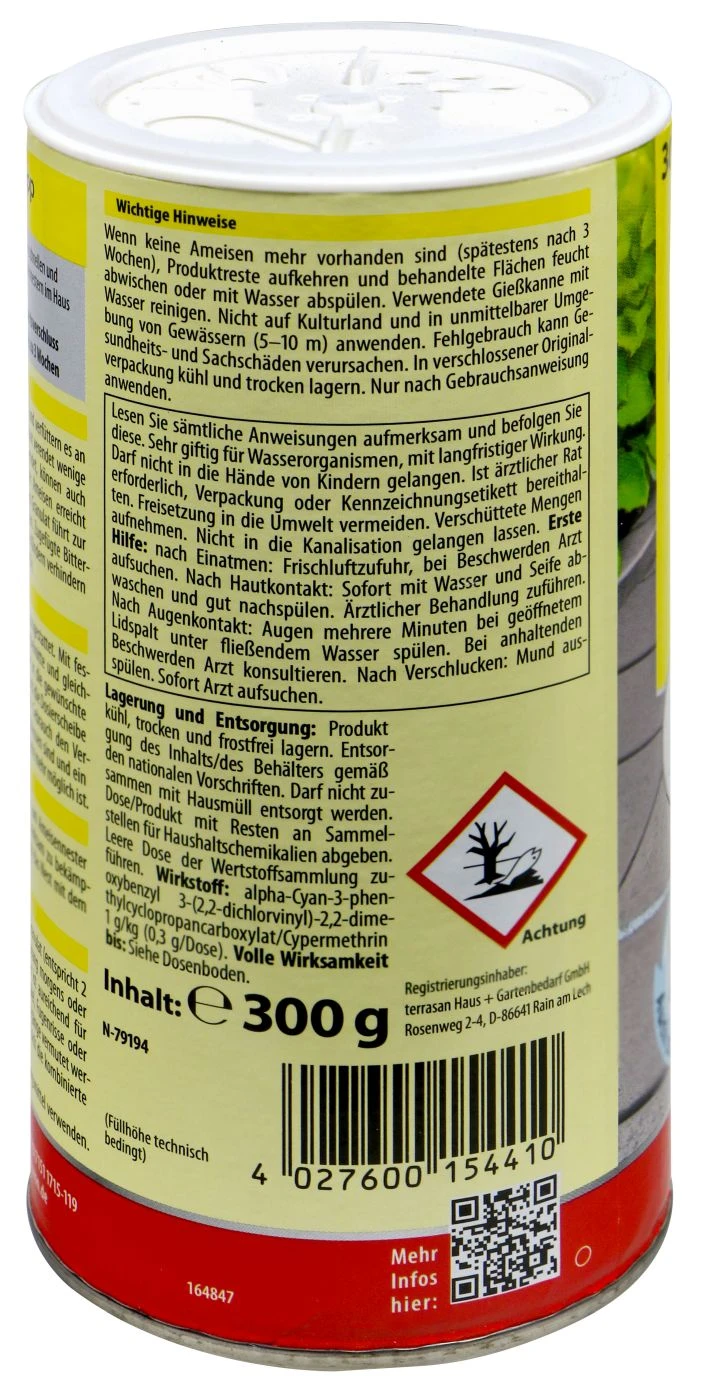 Wichtige Hinweise
Wenn keine Ameisen mehr vorhanden sind (spätestens nach 3
Wochen), Produktreste aufkehren und behandelte Flächen feucht
abwischen oder mit Wasser abspülen. Verwendete Gießkanne mit
Wasser reinigen. Nicht auf Kulturland und in unmittelbarer Umge-
bung von Gewässern (5–10 m) anwenden. Fehlgebrauch kann Ge-
sundheits- und Sachschäden verursachen. In verschlossener Original-
verpackung kühl und trocken lagern. Nur nach Gebrauchsanweisung
anwenden.
Lesen Sie sämtliche Anweisungen aufmerksam und befolgen Sie
diese. Sehr giftig für Wasserorganismen, mit langfristiger Wirkung.
Darf nicht in die Hände von Kindern gelangen. Ist ärztlicher Rat
erforderlich, Verpackung oder Kennzeichnungsetikett bereithal-
ten. Freisetzung in die Umwelt vermeiden. Verschüttete Mengen
aufnehmen. Nicht in die Kanalisation gelangen lassen. Erste
Hilfe: nach Einatmen: Frischluftzufuhr, bei Beschwerden Arzt
aufsuchen. Nach Hautkontakt: Sofort mit Wasser und Seife ab-
waschen und gut nachspülen. Ärztlicher Behandlung zuführen.
Nach Augenkontakt: Augen mehrere Minuten bei geöffnetem
Lidspalt unter fließendem Wasser spülen. Bei anhaltenden
Beschwerden Arzt konsultieren. Nach Verschlucken: Mund aus-
spülen. Sofort Arzt aufsuchen.
Lagerung und Entsorgung: Produkt
kühl, trocken und frostfrei lagern. Entsor-
gung des Inhalts/des Behälters gemäß
den nationalen Vorschriften. Darf nicht zu-
sammen mit Hausmüll entsorgt werden.
Dose/Produkt mit Resten an Sammel-
stellen für Haushaltschemikalien abgeben.
Leere Dose der Wertstoffsammlung zu-
führen. Wirkstoff: alpha-Cyan-3-phen-
oxybenzyl 3-(2,2-dichlorvinyl)-2,2-dime-
thylcyclopropancarboxylat/Cypermethrin
1 g/kg (0,3 g/Dose). Volle Wirksamkeit
bis: Siehe Dosenboden.
Achtung
Registrierungsinhaber:
terrasan Haus + Gartenbedarf GmbH
Rosenweg 2-4, D-86641 Rain am Lech
Inhalt: ℮ 300 g
N-79194
(Füllhöhe technisch
bedingt)
4 027600 154410
Mehr
Infos
hier:
164847
1715-119